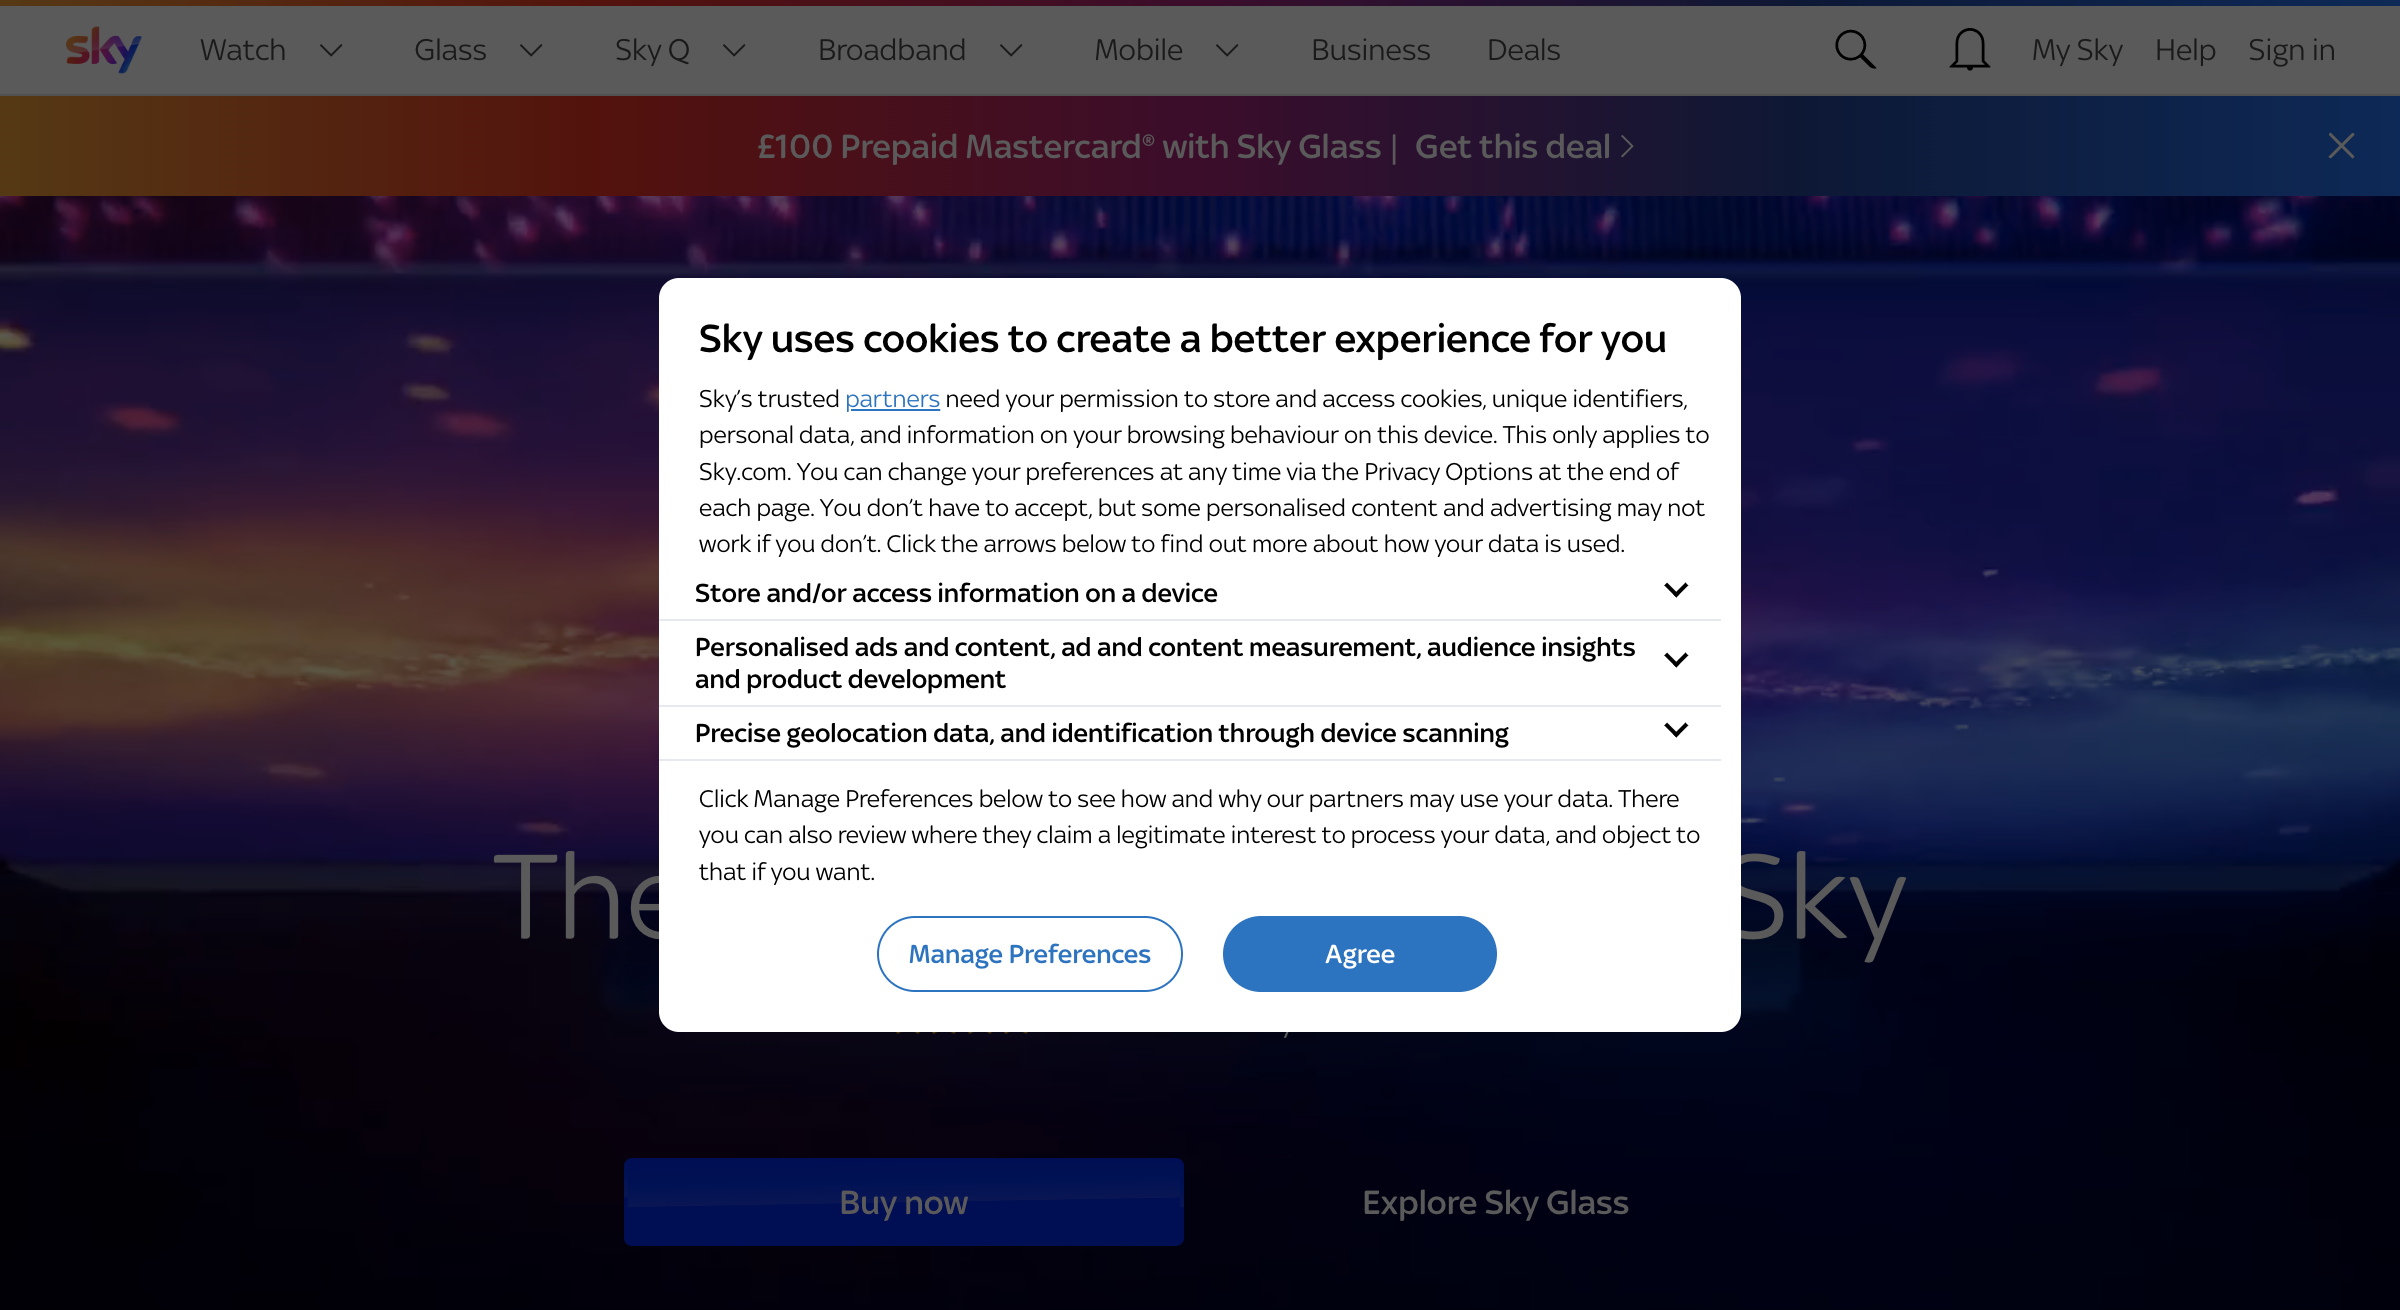 sky Watch Glass Sky Q Broadband Mobile Business Deals My Sky Help Sign in
£100 Prepaid Mastercard® with Sky Glass | Get this deal
Sky uses cookies to create a better experience for you
Sky’s trusted partners need your permission to store and access cookies, unique identifiers,
personal data, and information on your browsing behaviour on this device. This only applies to
Sky.com. You can change your preferences at any time via the Privacy Options at the end of
each page. You don’t have to accept, but some personalised content and advertising may not
work if you don’t. Click the arrows below to find out more about how your data is used.
Store and/or access information on a device
Personalised ads and content, ad and content measurement, audience insights
and product development
Precise geolocation data, and identification through device scanning
Click Manage Preferences below to see how and why our partners may use your data. There
you can also review where they claim a legitimate interest to process your data, and object to
that if you want.
The Sky
Manage Preferences Agree
Buy now Explore Sky Glass